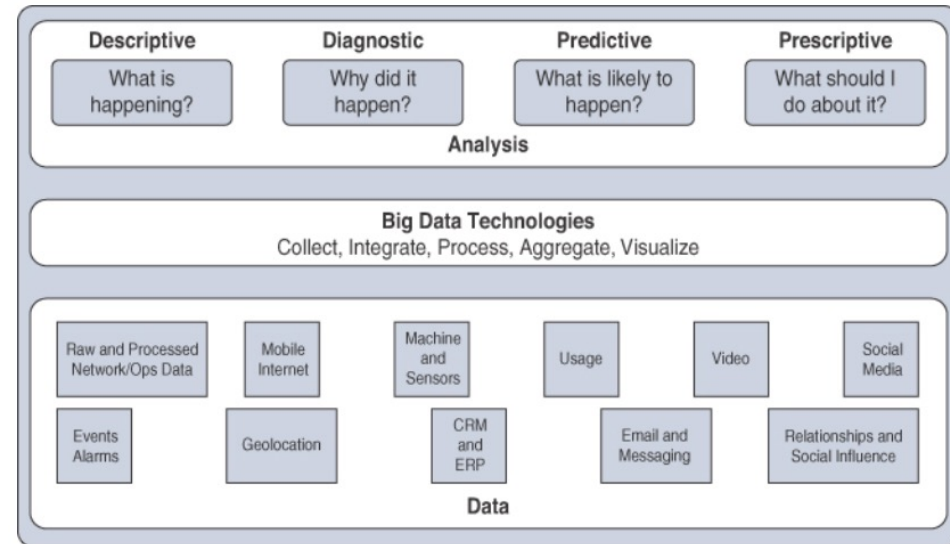 Descriptive
Diagnostic
Predictive
Prescriptive
What is
happening?
Why did it
happen?
What is likely to
happen?
What should I
do about it?
Analysis
Big Data Technologies
Collect, Integrate, Process, Aggregate, Visualize
Raw and Processed
Network/Ops Data
Mobile
Internet
Machine
and
Sensors
Usage
Video
Social
Media
Events
Alarms
Geolocation
CRM
and
ERP
Email and
Messaging
Relationships and
Social Influence
Data